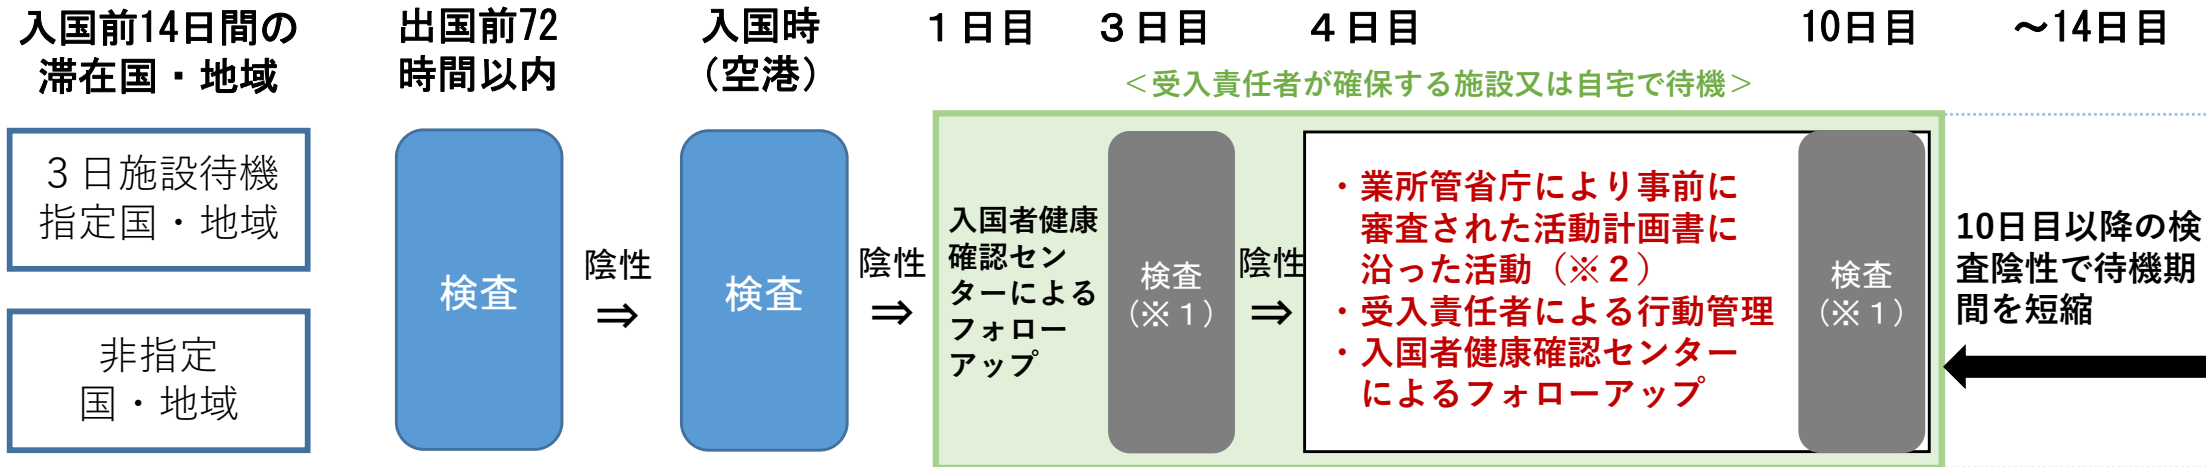 入国前14日間の
滞在国・地域
出国前72
時間以内
入国時
（空港）
１日目
３日目
４日目
10日目
～14日目
＜受入責任者が確保する施設又は自宅で待機＞
３日施設待機
指定国・地域
非指定
国・地域
検査
陰性
⇒
検査
陰性
⇒
入国者健康
確認セン
ターによる
フォロー
アップ
検査
（※１）
陰性
⇒
・業所管省庁により事前に
審査された活動計画書に
沿った活動（※２）
・受入責任者による行動管理
・入国者健康確認センター
によるフォローアップ
検査
（※１）
10日目以降の検
査陰性で待機期
間を短縮